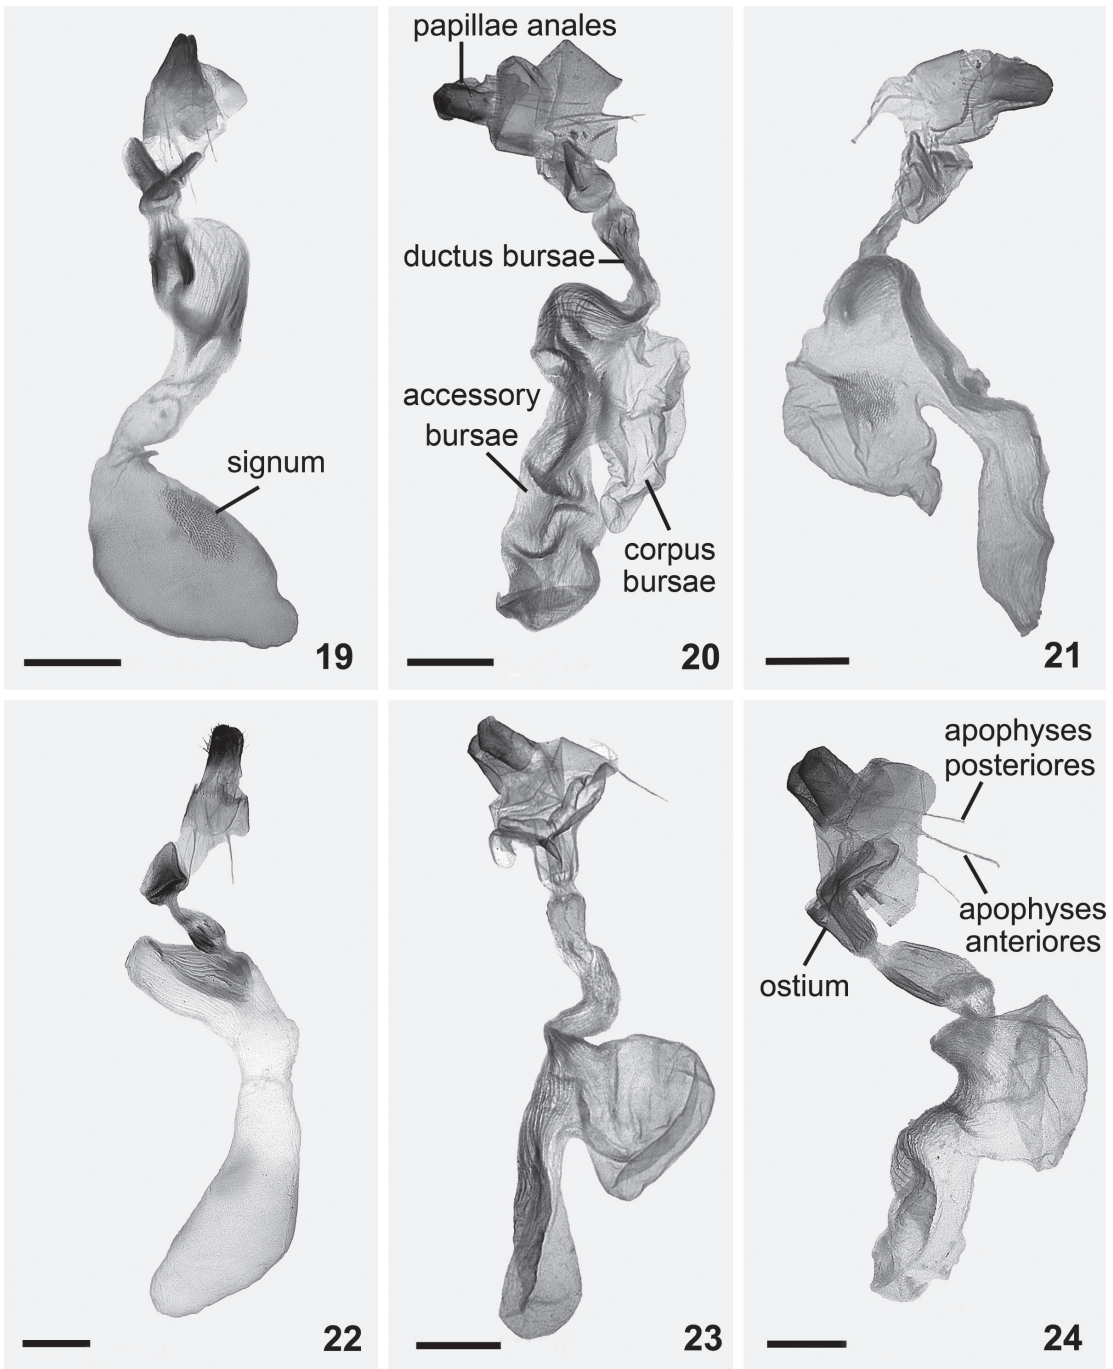 papillae anales
ductus bursae
accessory
bursae
signum
corpus
bursae
19
20
21
apophyses
posteriores
apophyses
anteriores
ostium
22
23
24